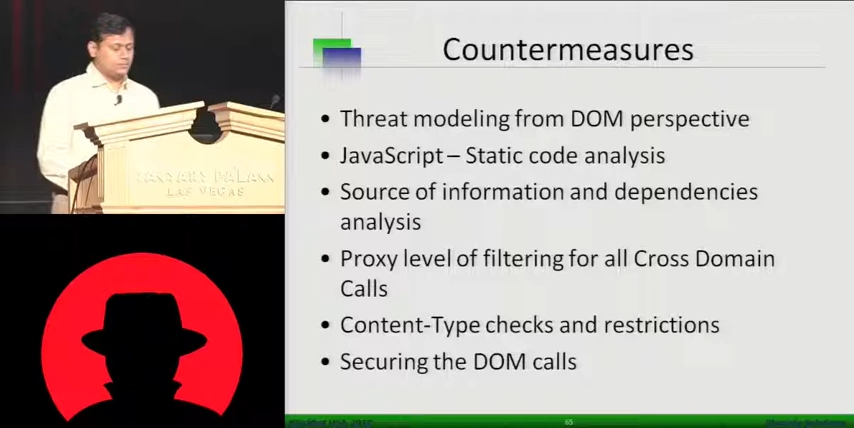 Countermeasures
• Threat modeling from DOM perspective
• JavaScript – Static code analysis
• Source of information and dependencies
analysis
• Proxy level of filtering for all Cross Domain
Calls
• Content-Type checks and restrictions
• Securing the DOM calls
LAS VEGAS
65